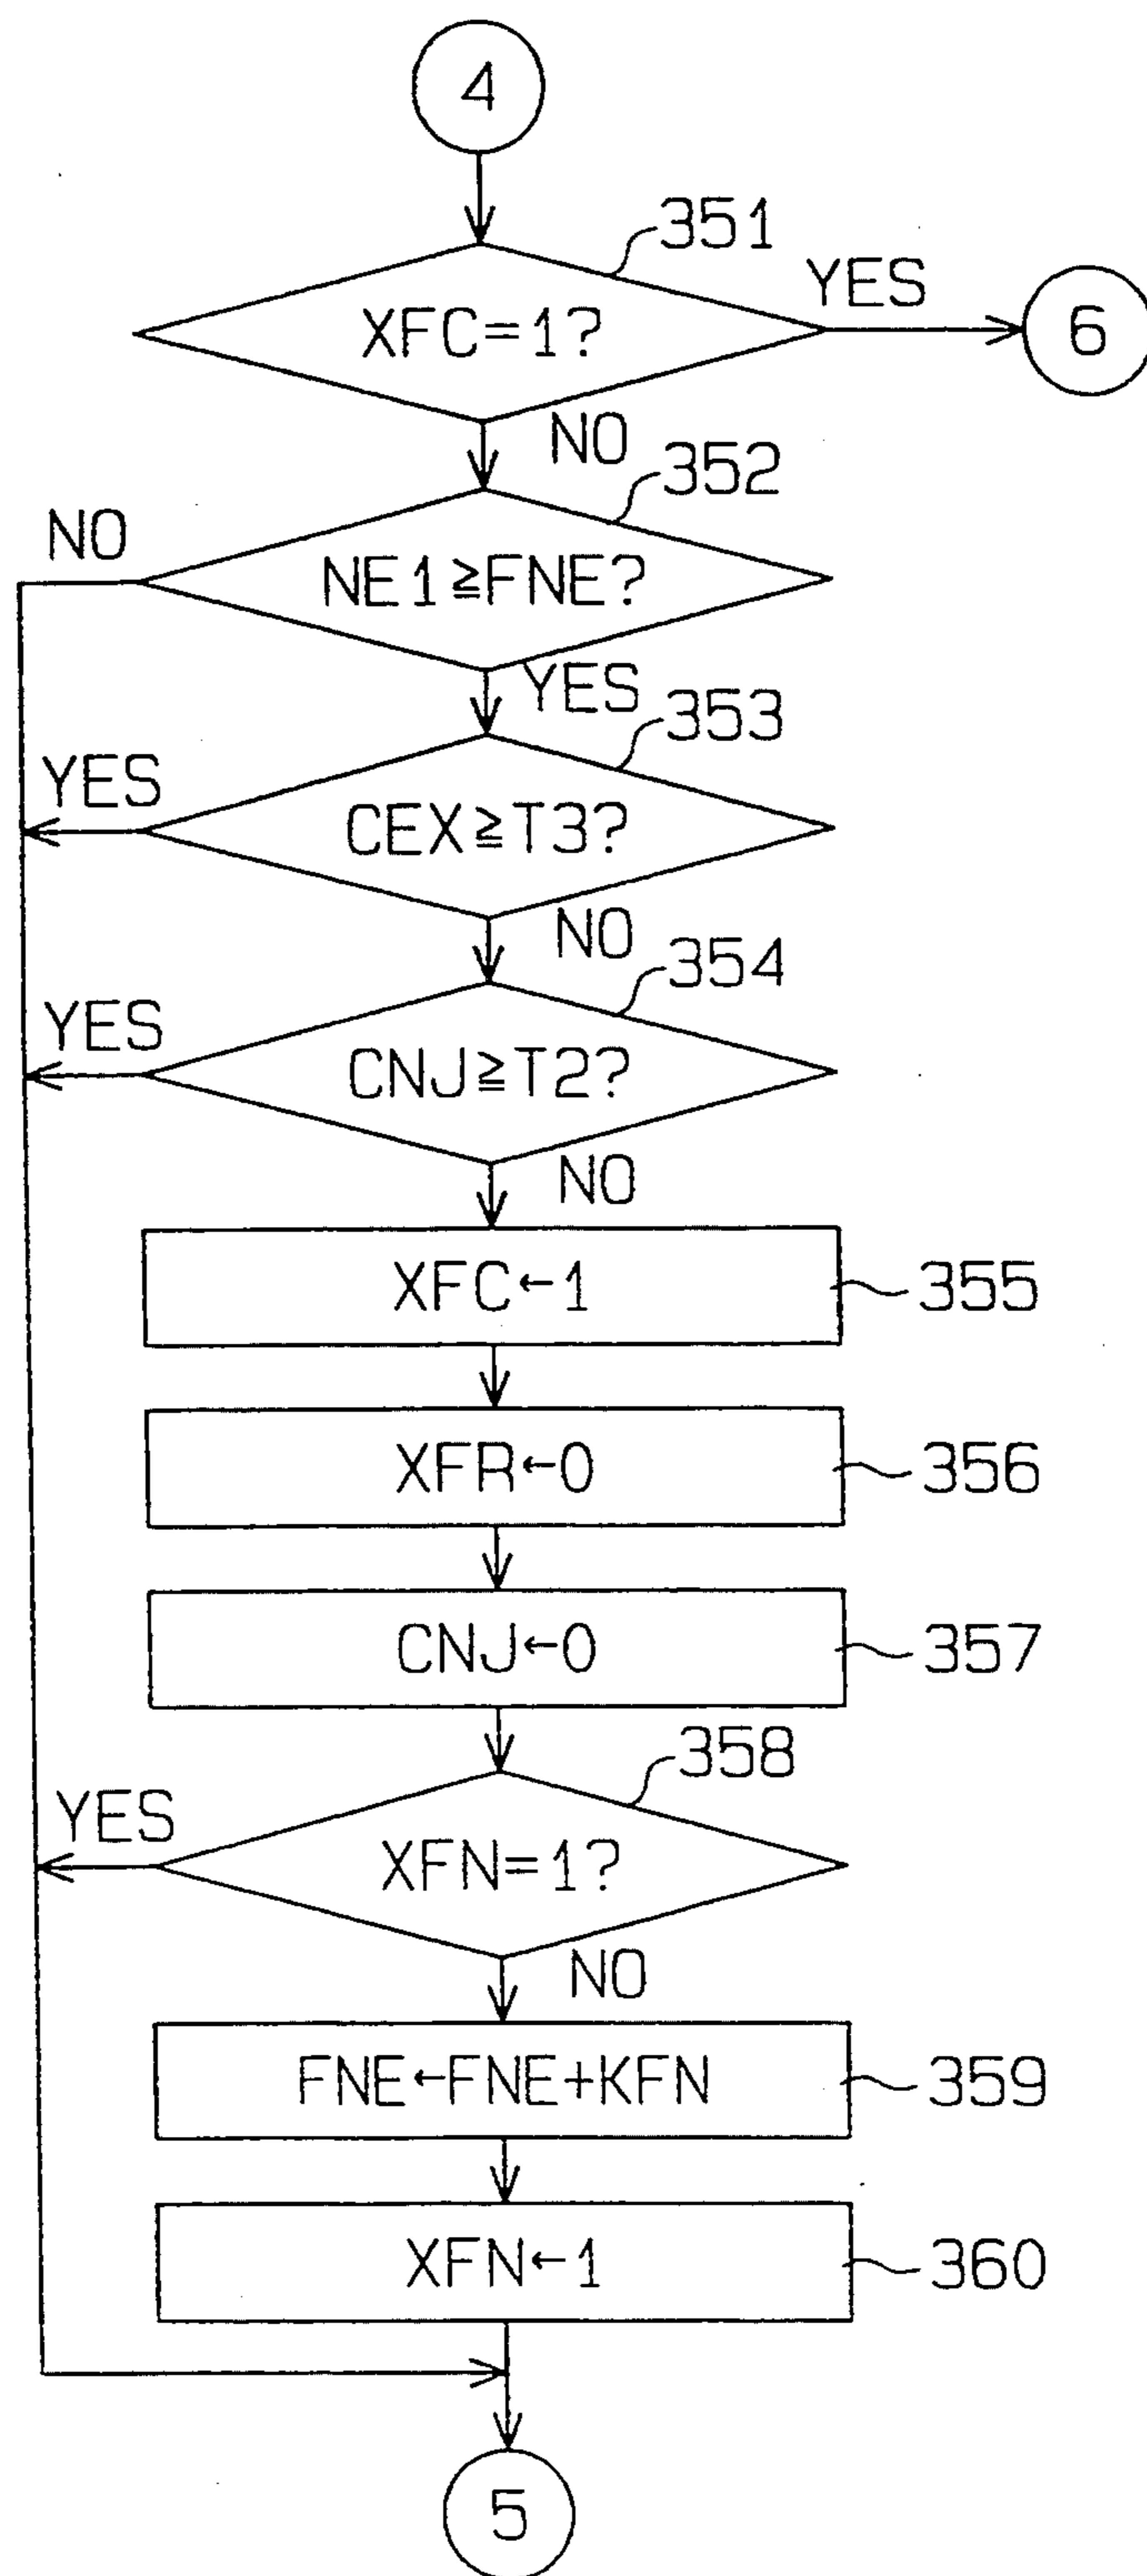 4
351
XFC=1?
YES
6
NO
352
NO
NE1≧FNE?
YES
353
YES
CEX≧T3?
NO
354
YES
CNJ≧T2?
NO
XFC←1
355
XFR←0
356
CNJ←0
357
358
YES
XFN=1?
NO
FNE←FNE+KFN
359
XFN←1
360
5